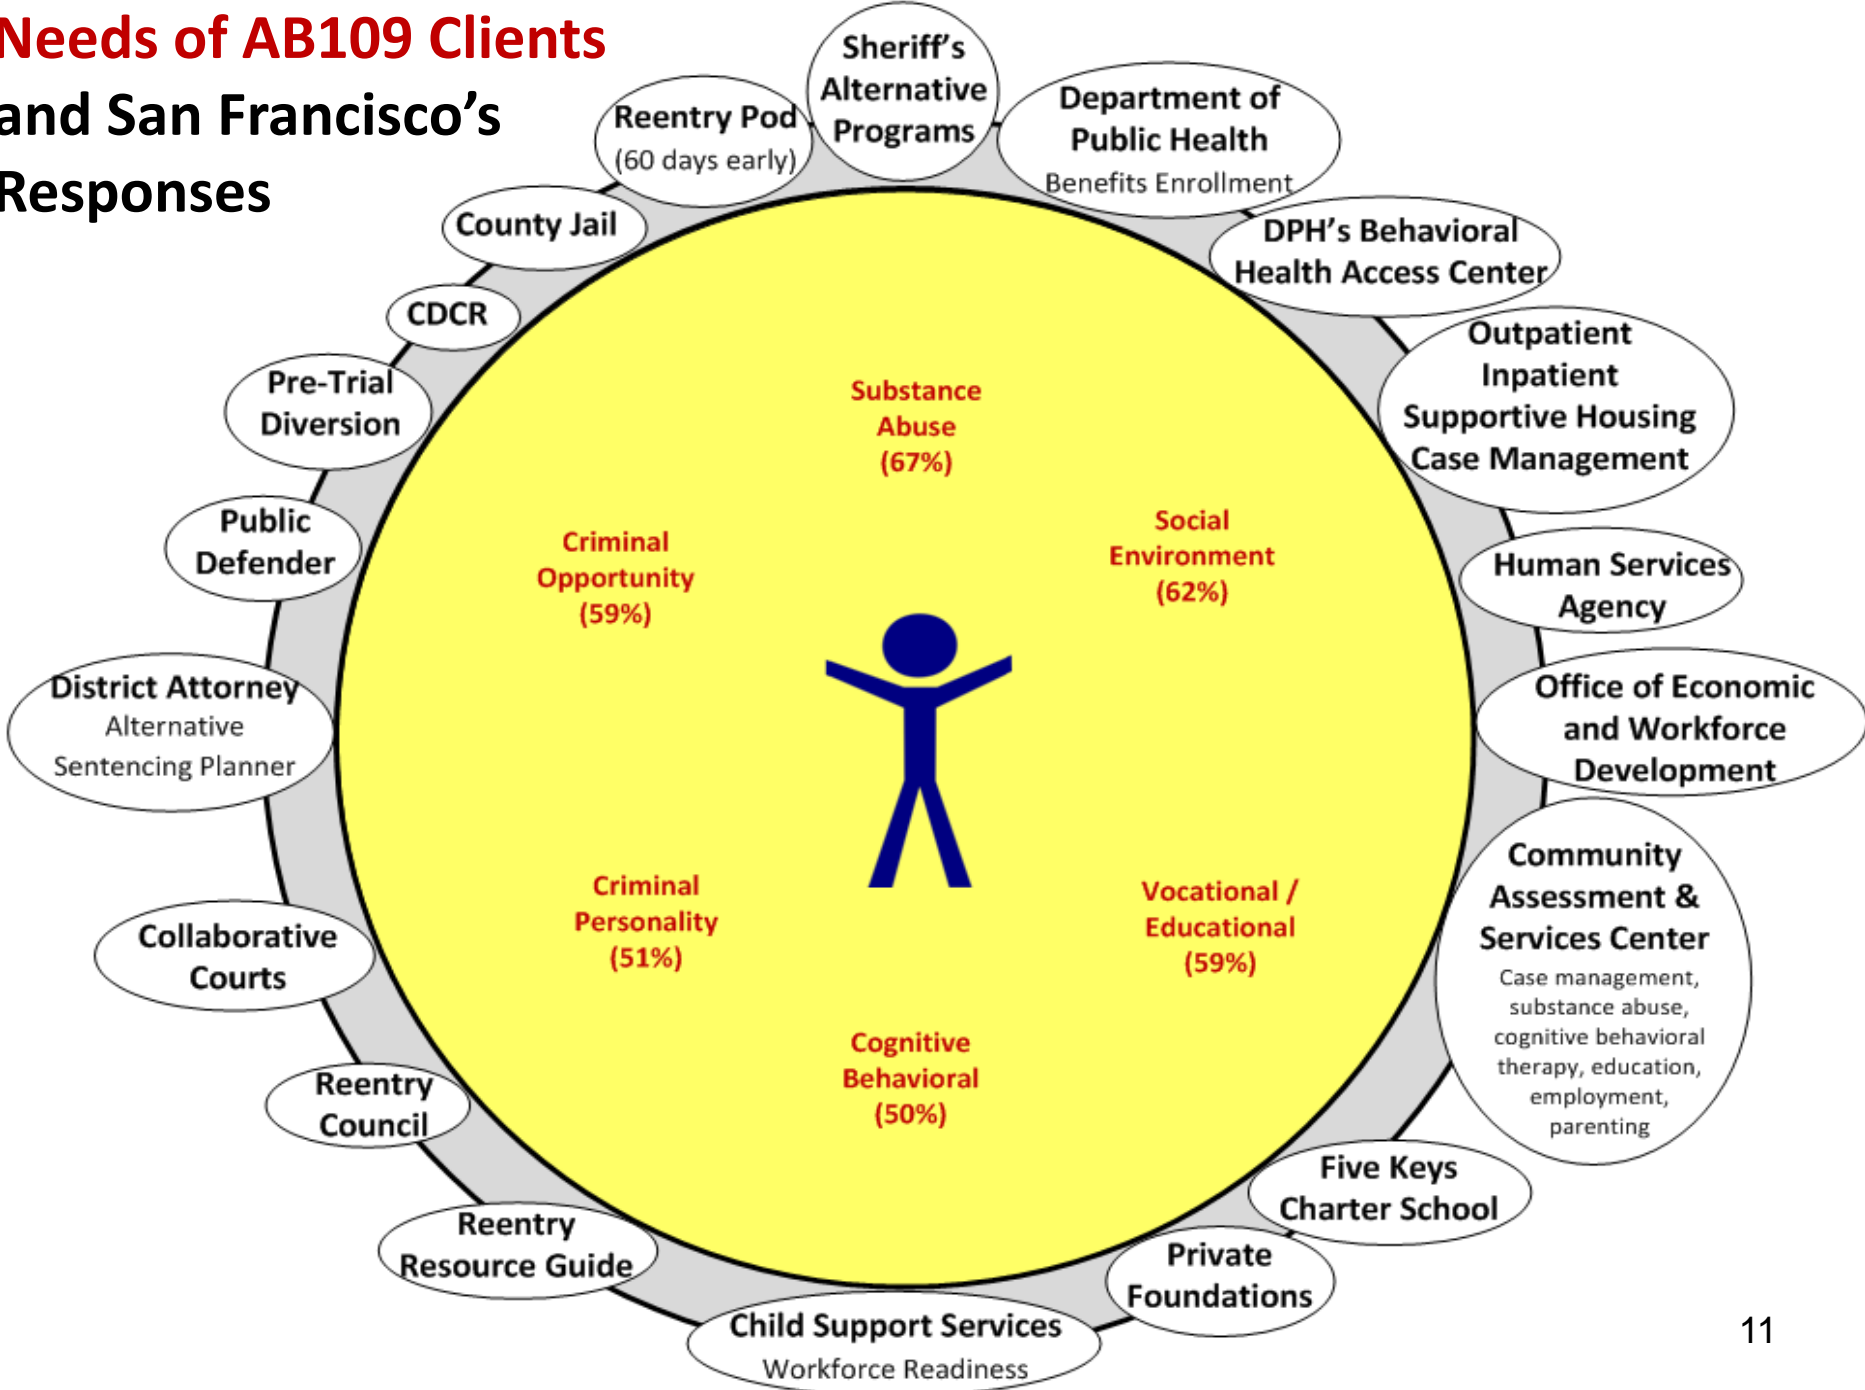 Needs of AB109 Clients
and San Francisco’s
Responses
Sheriff’s
Alternative
Programs
Department of
Public Health
Benefits Enrollment
DPH’s Behavioral
Health Access Center
Outpatient
Inpatient
Supportive Housing
Case Management
Human Services
Agency
Office of Economic
and Workforce
Development
Community
Assessment &
Services Center
Case management,
substance abuse,
cognitive behavioral
therapy, education,
employment,
parenting
Five Keys
Charter School
Private
Foundations
Child Support Services
Workforce Readiness
Reentry
Resource Guide
Reentry
Council
Collaborative
Courts
District Attorney
Alternative
Sentencing Planner
Public
Defender
Pre-Trial
Diversion
CDCR
County Jail
Reentry Pod
(60 days early)
Substance
Abuse
(67%)
Social
Environment
(62%)
Vocational /
Educational
(59%)
Cognitive
Behavioral
(50%)
Criminal
Personality
(51%)
Criminal
Opportunity
(59%)
11